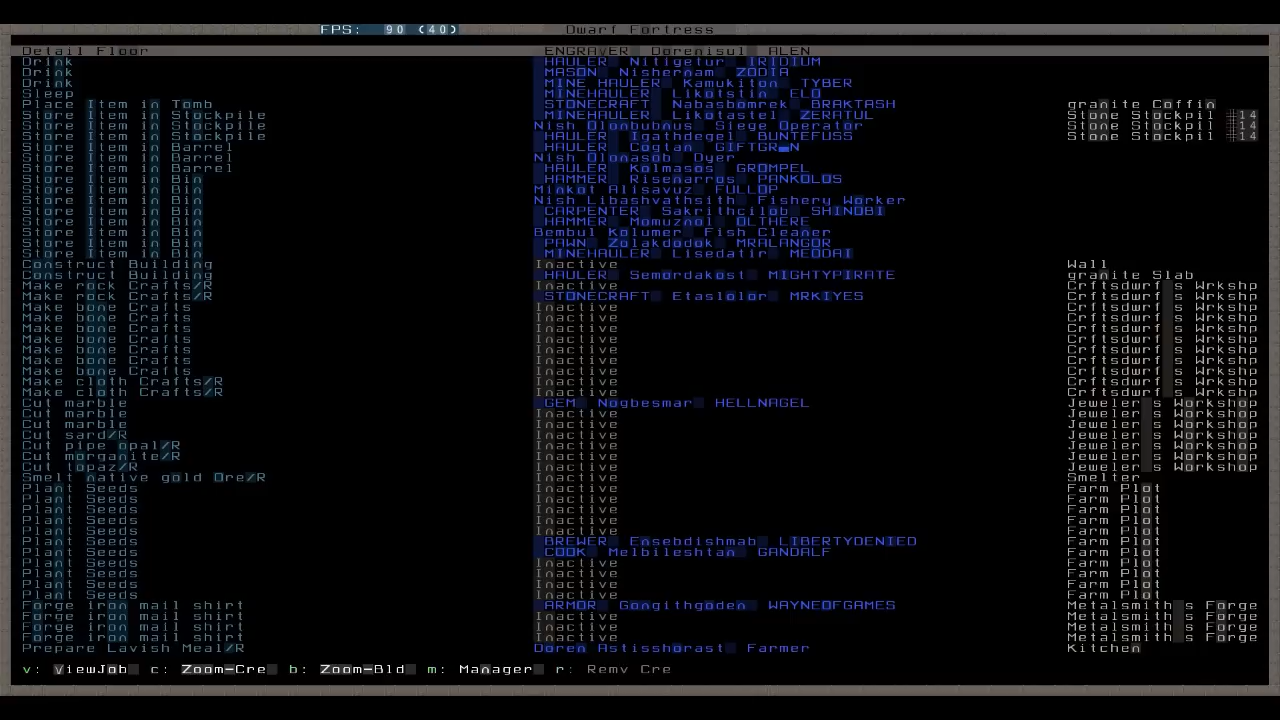 FPS: 90 (40) Dwarf Fortress
Detail Floor ENGRAVER Dorenisul ALEN
Drink HAULER Nitigetur IRIDIUM
Drink MASON Nishernam ZODIA
Drink MINE HAULER Kamukiton TYBER
Sleep MINEHAULER Likotstin ELO
Place Item in Tomb STONECRAFT Nabasbomrek BRAKTASH granite Coffin
Store Item in Stockpile MINEHAULER Likotastel ZERATUL Stone Stockpil #14
Store Item in Stockpile Nish Olonbubnus Siege Operator Stone Stockpil #14
Store Item in Stockpile HAULER Igathdegel BUNTEFUSS Stone Stockpil #14
Store Item in Barrel HAULER Cogtan
Store Item in Barrel Nish Olonasob Dyer
Store Item in Barrel HAULER Kolmasos GROMPEL
Store Item in Bin HAMMER Risenarros PANKOLOS
Store Item in Bin Minkot Alisavuz FULLOP
Store Item in Bin Nish Libashvathsith Fishery Worker
Store Item in Bin CARPENTER Sakrithcilob SHINOBI
Store Item in Bin HAMMER Momuznol OLTHERE
Store Item in Bin Bembul Kolumer Fish Cleaner
Store Item in Bin PAWN Zolakdodok MRALANGOR
Store Item in Bin MINEHAULER Lisedatir MEODAI
Construct Building Inactive Wall
Construct Building HAULER Semordakost MIGHTYPIRATE granite Slab
Make rock Crafts/R Inactive Crftsdwrf s Wrkshp
Make rock Crafts/R STONECRAFT Etaslolor MRKIYES Crftsdwrf s Wrkshp
Make bone Crafts Inactive Crftsdwrf s Wrkshp
Make bone Crafts Inactive Crftsdwrf s Wrkshp
Make bone Crafts Inactive Crftsdwrf s Wrkshp
Make bone Crafts Inactive Crftsdwrf s Wrkshp
Make bone Crafts Inactive Crftsdwrf s Wrkshp
Make bone Crafts Inactive Crftsdwrf s Wrkshp
Make bone Crafts Inactive Crftsdwrf s Wrkshp
Make cloth Crafts/R Inactive Crftsdwrf s Wrkshp
Make cloth Crafts/R Inactive Crftsdwrf s Wrkshp
Cut marble GEM Nogbesmar HELLNAGEL Jeweler s Workshop
Cut marble Inactive Jeweler s Workshop
Cut marble Inactive Jeweler s Workshop
Cut sard/R Inactive Jeweler s Workshop
Cut pipe opal/R Inactive Jeweler s Workshop
Cut morganite/R Inactive Jeweler s Workshop
Cut topaz/R Inactive Jeweler s Workshop
Smelt native gold Ore/R Inactive Smelter
Plant Seeds Inactive Farm Plot
Plant Seeds Inactive Farm Plot
Plant Seeds Inactive Farm Plot
Plant Seeds Inactive Farm Plot
Plant Seeds Inactive Farm Plot
Plant Seeds BREWER Ensebdishmab LIBERTYDENIED Farm Plot
Plant Seeds COOK Melbileshtan GANDALF Farm Plot
Plant Seeds Inactive Farm Plot
Plant Seeds Inactive Farm Plot
Plant Seeds Inactive Farm Plot
Plant Seeds Inactive Farm Plot
Forge iron mail shirt ARMOR Gongithgoden WAYNEOFGAMES Metalsmith s Forge
Forge iron mail shirt Inactive Metalsmith s Forge
Forge iron mail shirt Inactive Metalsmith s Forge
Prepare Lavish Meal/R Doren Astisshorast Farmer Kitchen
v: ViewJob c: Zoom-Cre b: Zoom-Bld m: Manager r: Remv Cre